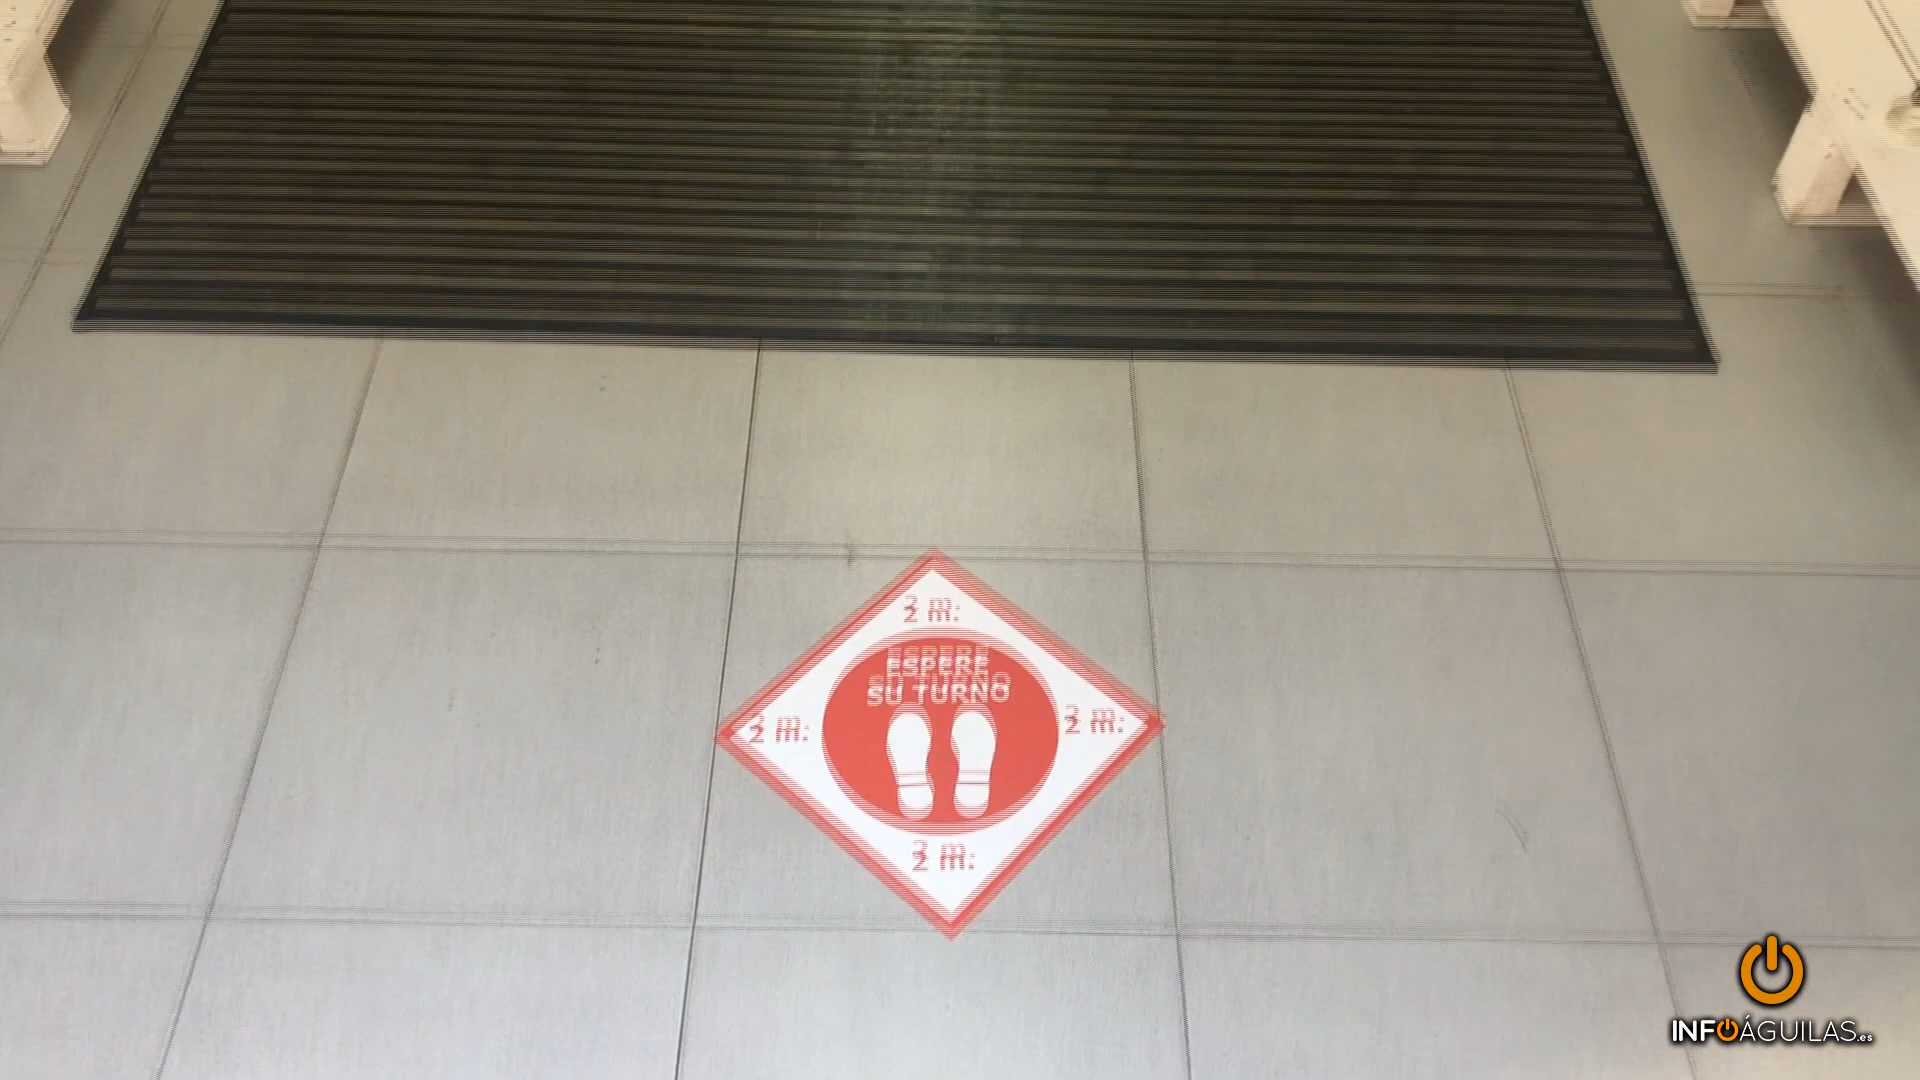 2 m.
ESPERE
SU TURNO
2 m.
2 m.
2 m.
INFOÁGUILAS.es